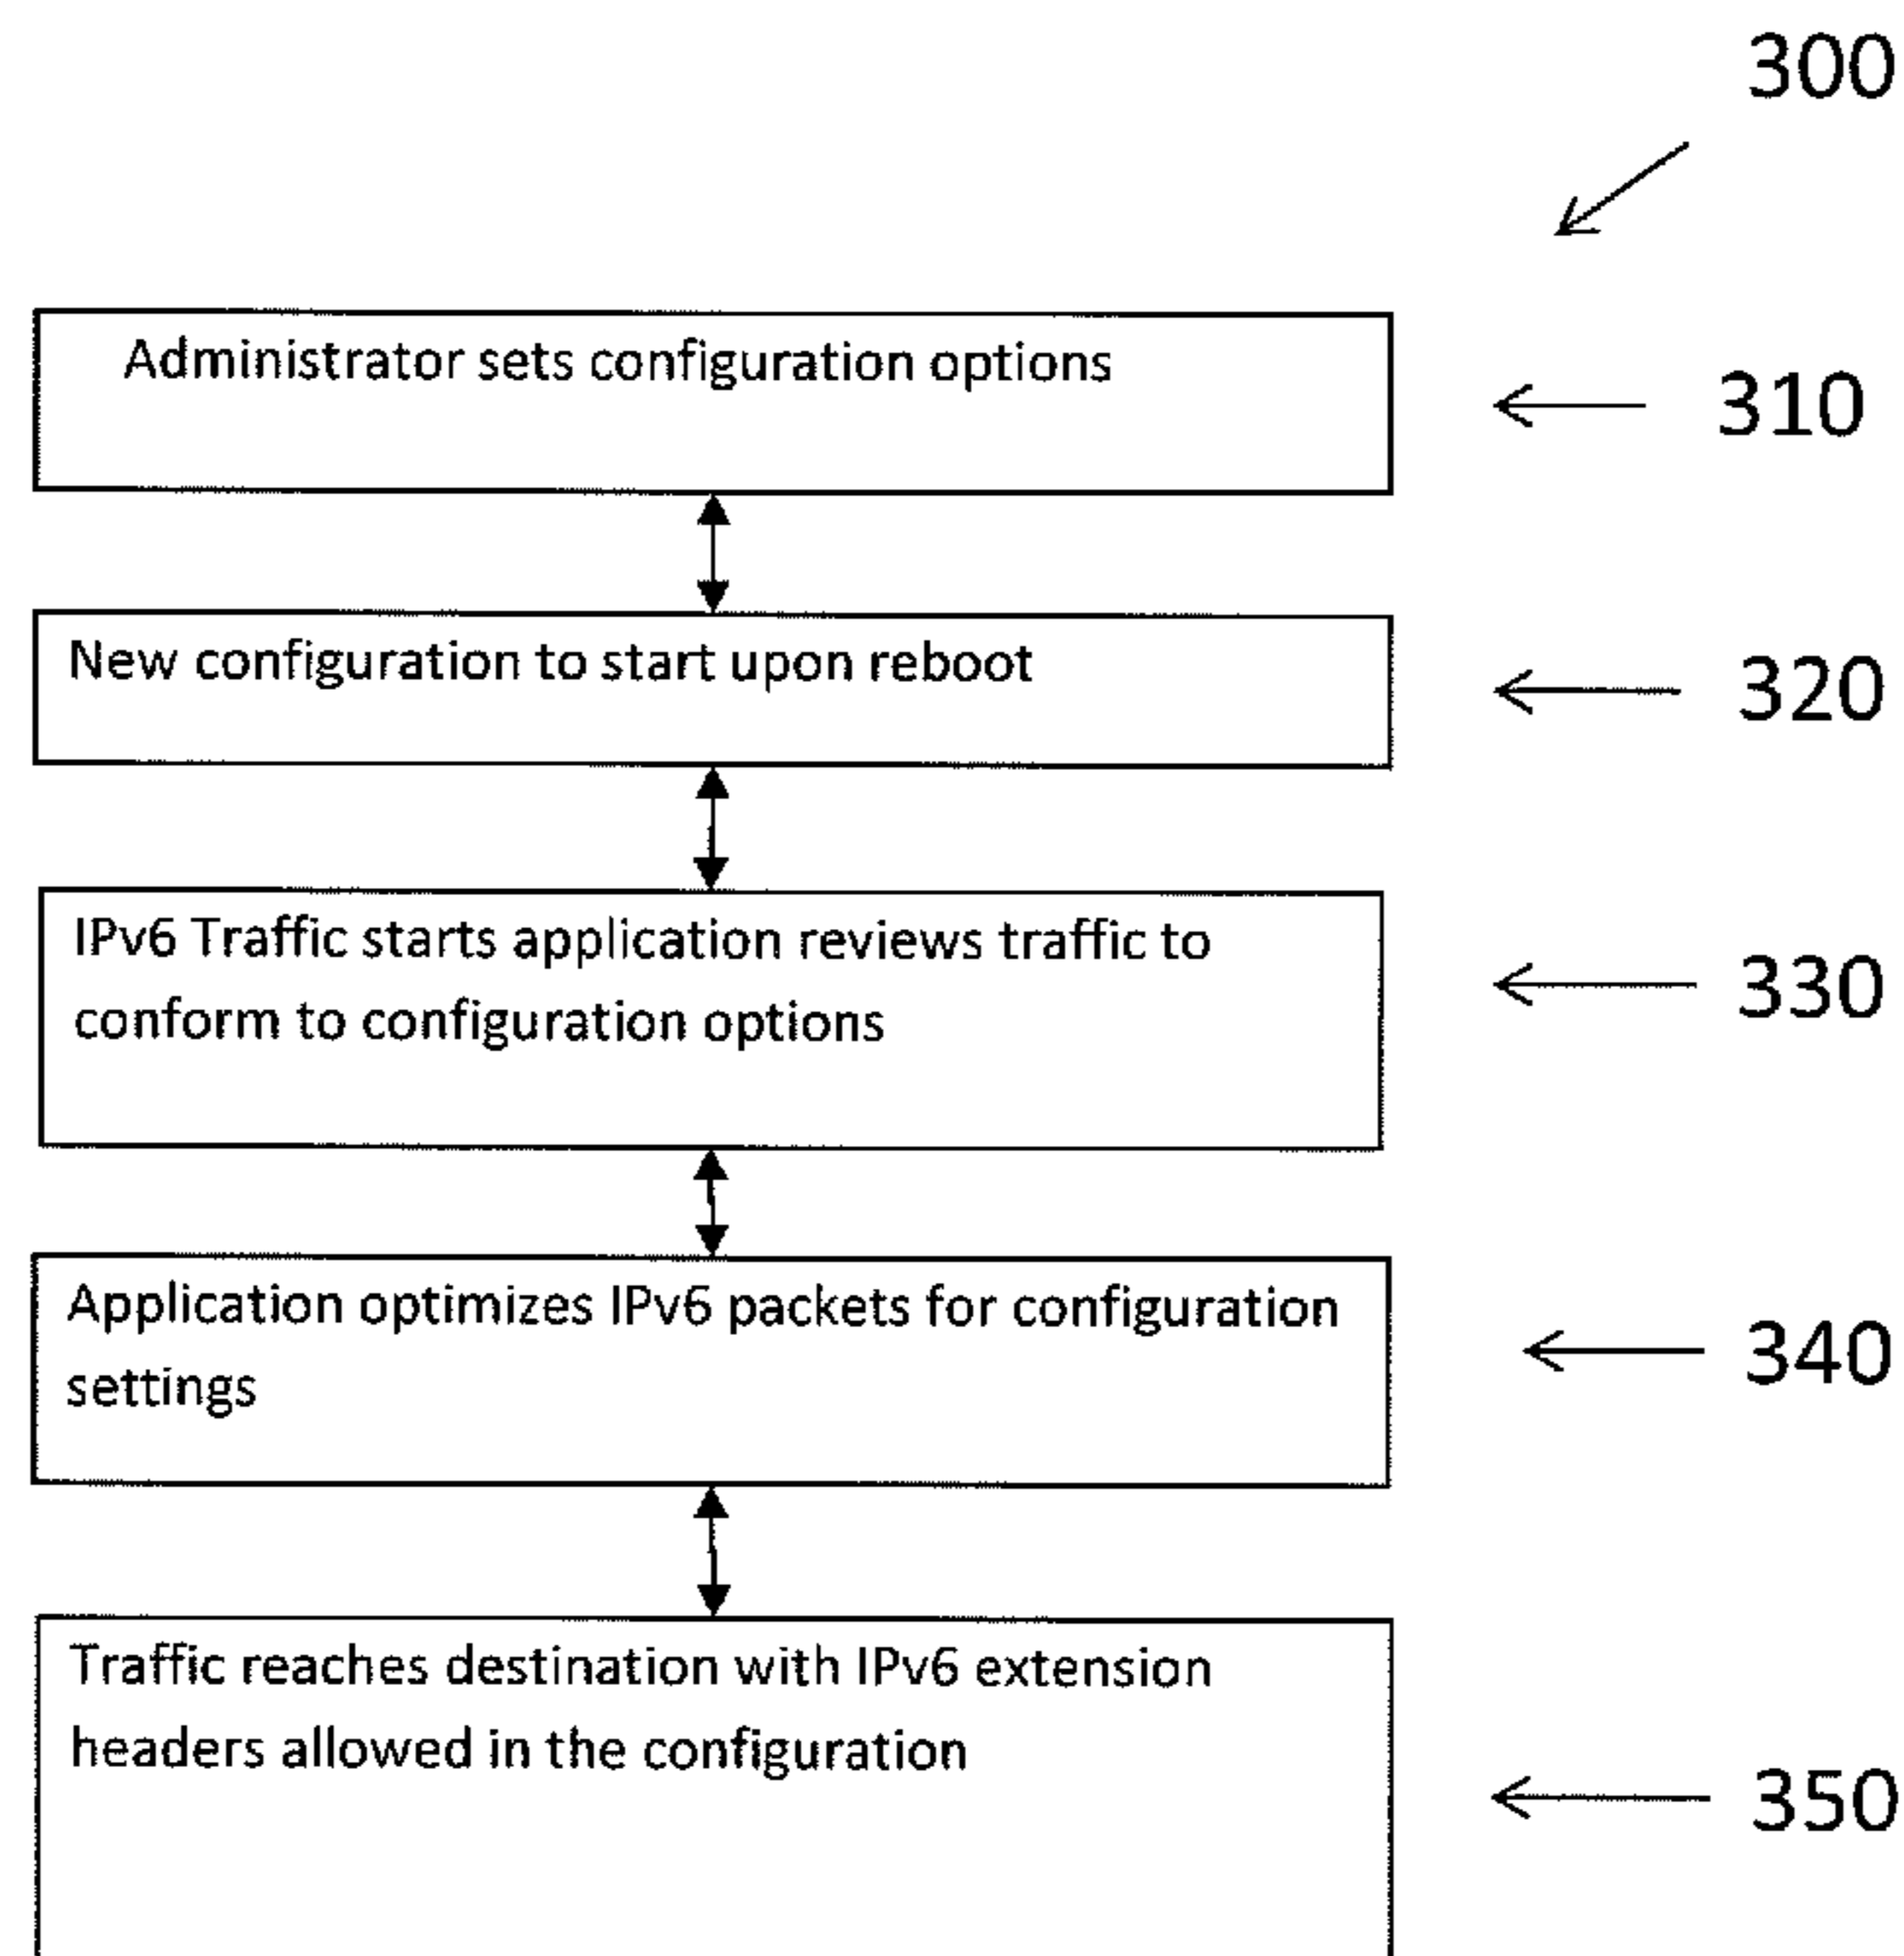 300
Administrator sets configuration options
310
New configuration to start upon reboot
320
IPv6 Traffic starts application reviews traffic to
conform to configuration options
330
Application optimizes IPv6 packets for configuration
settings
340
Traffic reaches destination with IPv6 extension
headers allowed in the configuration
350